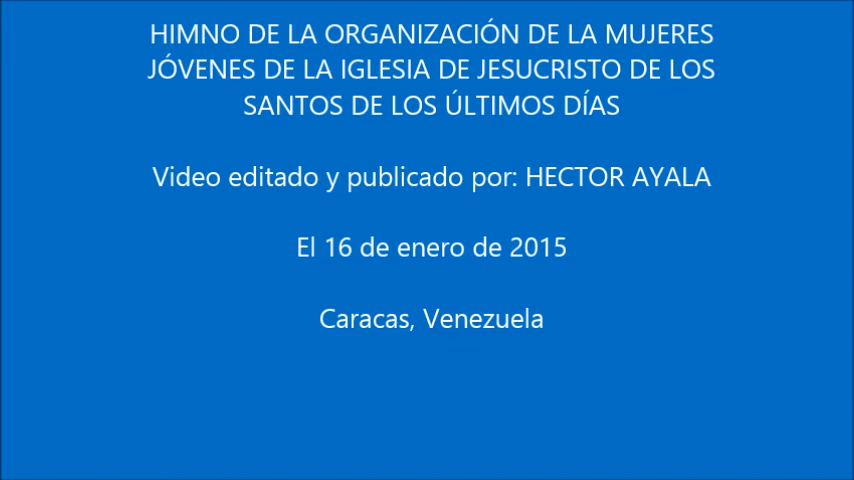 HIMNO DE LA ORGANIZACIÓN DE LA MUJERES
JÓVENES DE LA IGLESIA DE JESUCRISTO DE LOS
SANTOS DE LOS ÚLTIMOS DÍAS
Video editado y publicado por: HECTOR AYALA
El 16 de enero de 2015
Caracas, Venezuela